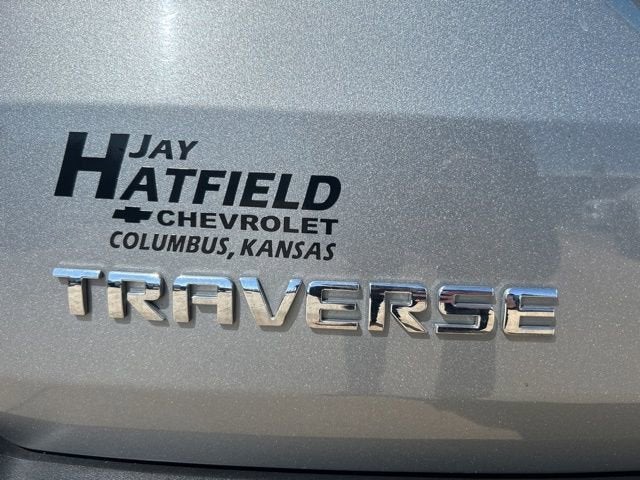 JAY
HATFIELD
CHEVROLET
COLUMBUS, KANSAS
TRAVERSE